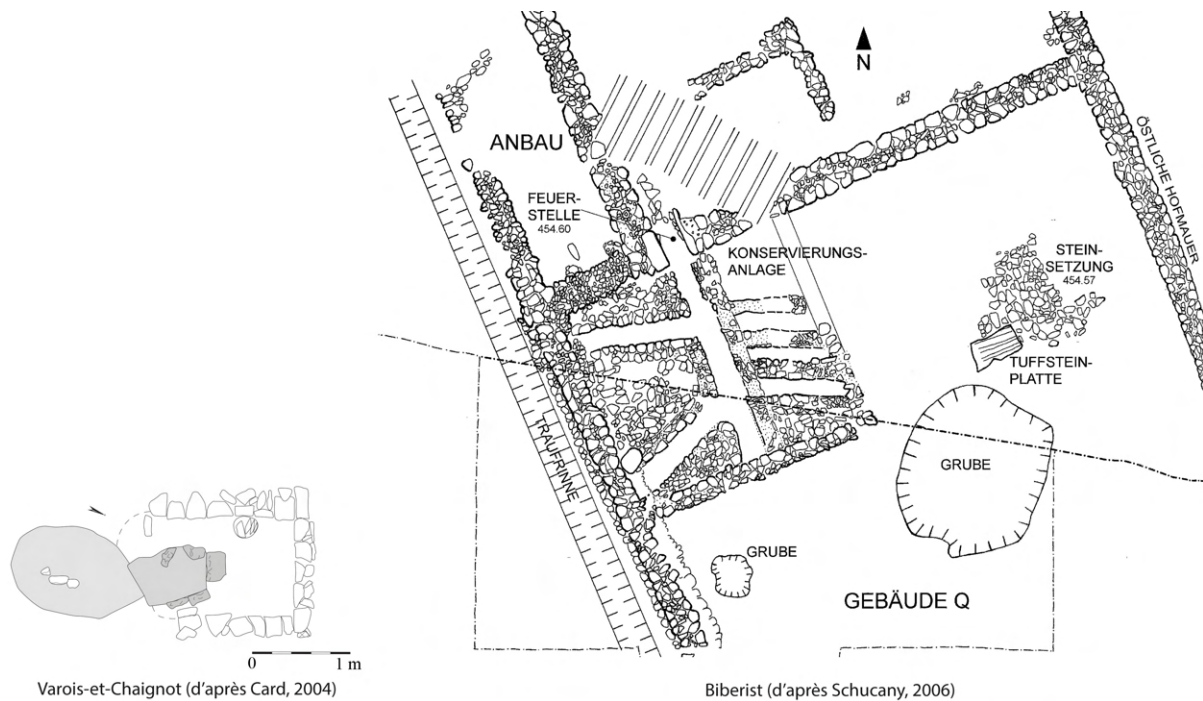 N
ANBAU
ÖSTLICHE HOFMAUER
FEUER-
STELLE
454.60
KONSERVIERUNGS-
ANLAGE
STEIN-
SETZUNG
454.57
TUFFSTEIN-
PLATTE
TRAUFRINNE
GRUBE
GRUBE
GEBÄUDE Q
0 1 m
Varois-et-Chaignot (d'après Card, 2004)
Biberist (d'après Schucany, 2006)